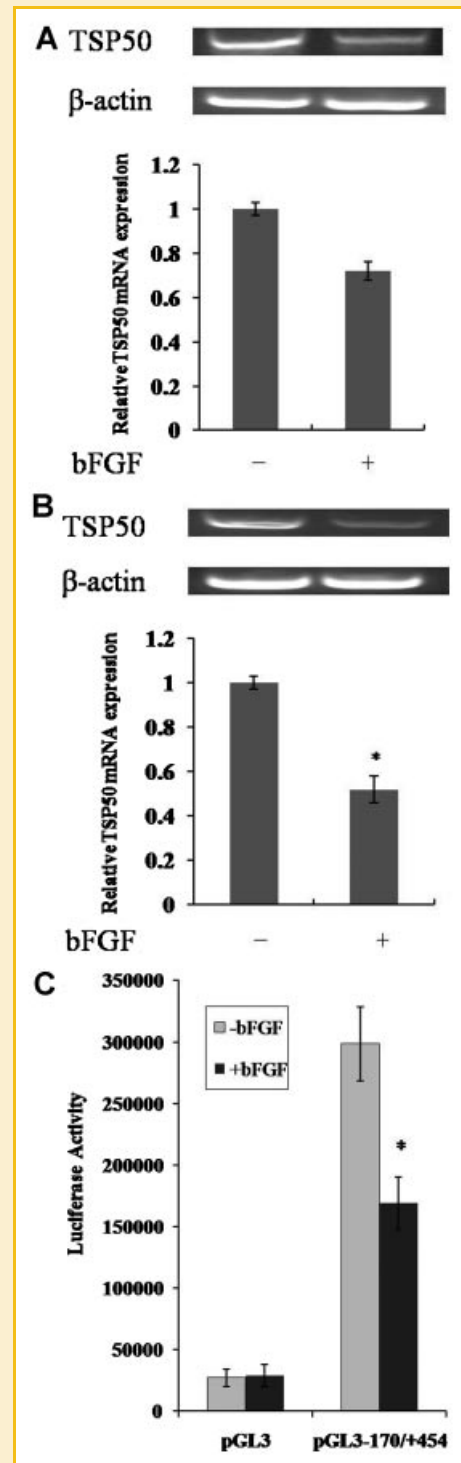 A TSP50
β-actin
Relative TSP50 mRNA expression
1.2
1
0.8
0.6
0.4
0.2
0
bFGF – +
B
TSP50
β-actin
Relative TSP50 mRNA expression
1.2
1
0.8
0.6
0.4
0.2
0
*
bFGF – +
C
Luciferase Activity
350000
300000
250000
200000
150000
100000
50000
0
-bFGF
+bFGF
*
pGL3 pGL3-170/+454